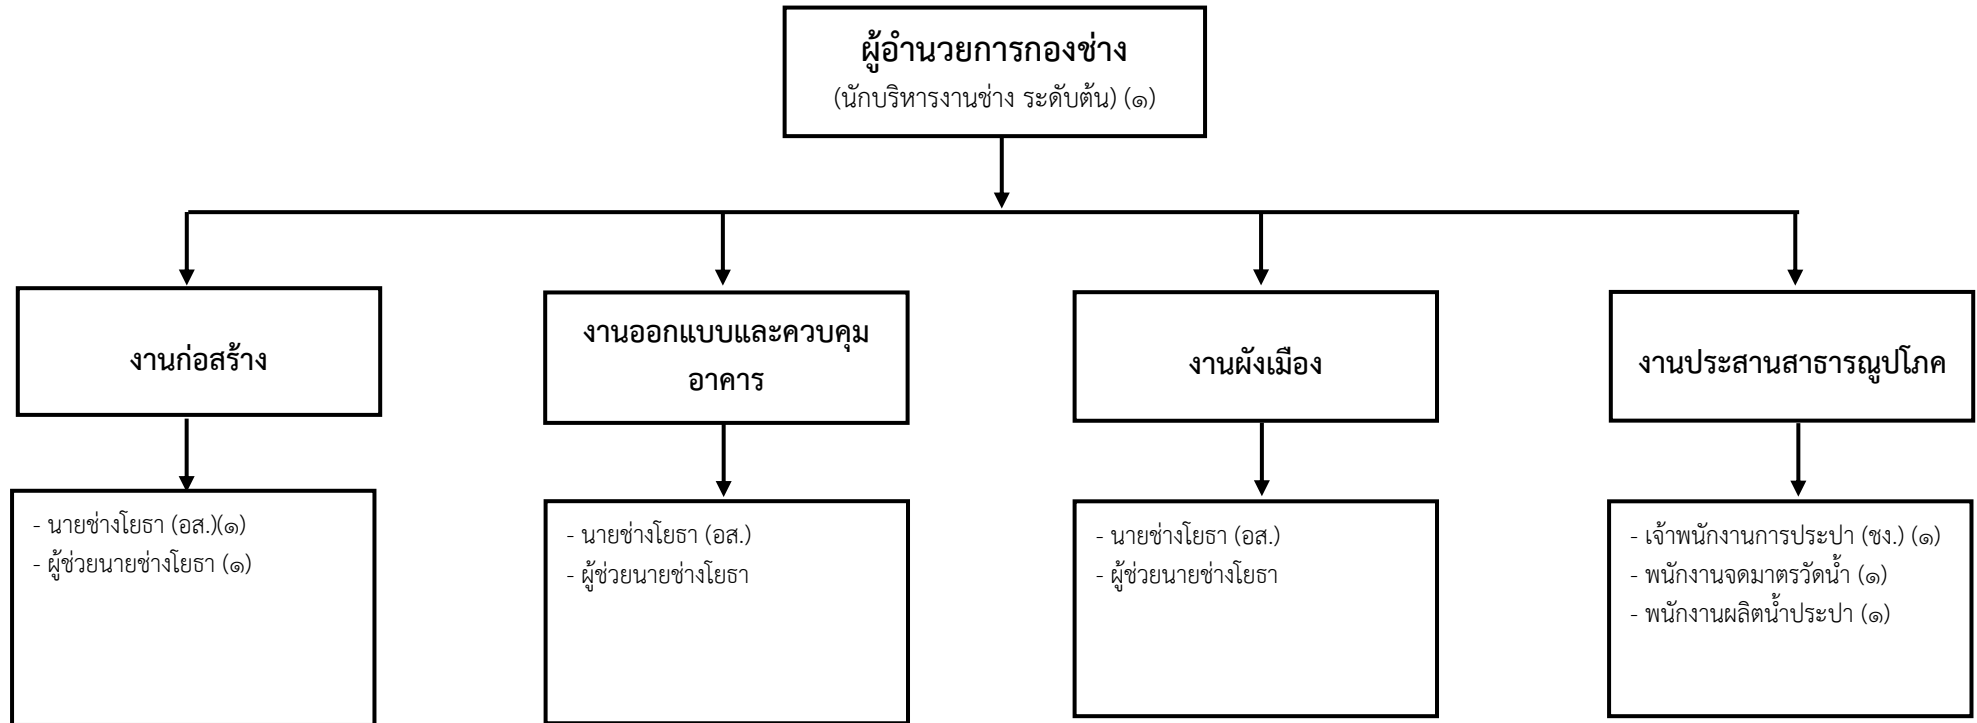 ผู้อำนวยการกองช่าง
(นักบริหารงานช่าง ระดับต้น) (๑)
งานก่อสร้าง
งานออกแบบและควบคุม
อาคาร
งานผังเมือง
งานประสานสาธารณูปโภค
- นายช่างโยธา (อส.)(๑)
- ผู้ช่วยนายช่างโยธา (๑)
- นายช่างโยธา (อส.)
- ผู้ช่วยนายช่างโยธา
- นายช่างโยธา (อส.)
- ผู้ช่วยนายช่างโยธา
- เจ้าพนักงานการประปา (ชง.) (๑)
- พนักงานจดมาตรวัดน้ำ (๑)
- พนักงานผลิตน้ำประปา (๑)